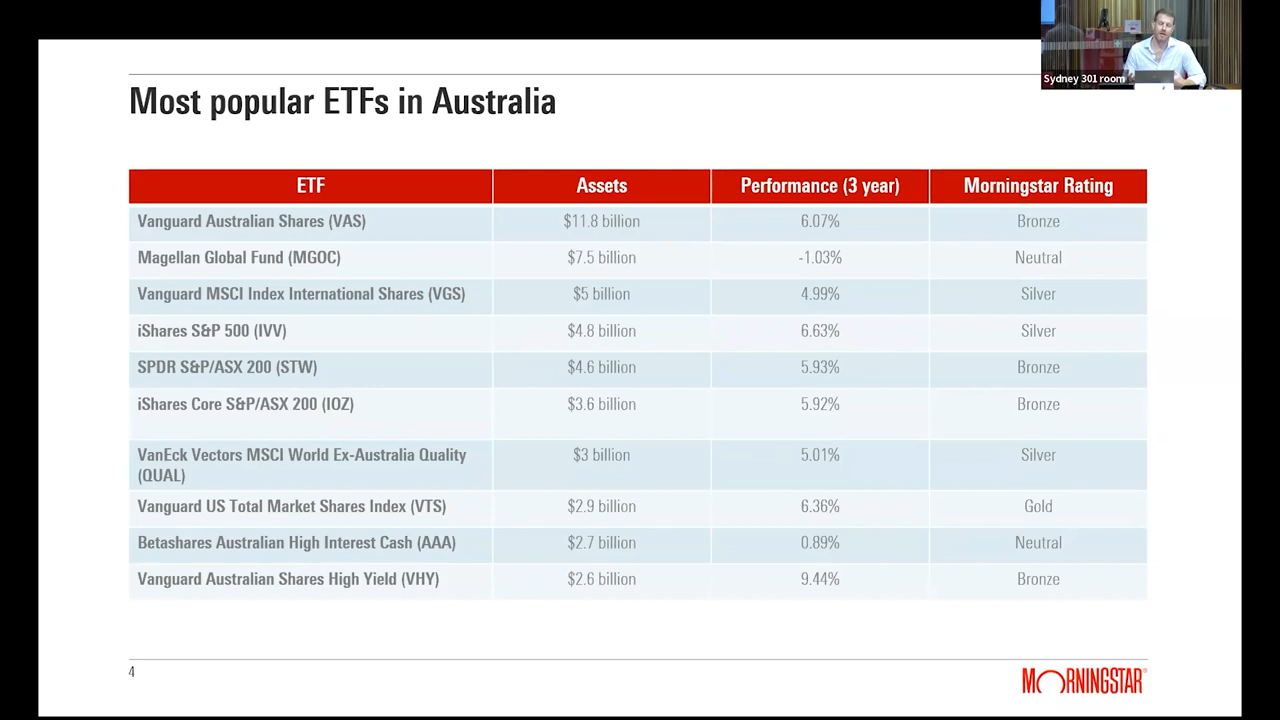 Sydney 301 room
Most popular ETFs in Australia
ETF Assets Performance (3 year) Morningstar Rating
Vanguard Australian Shares (VAS) $11.8 billion 6.07% Bronze
Magellan Global Fund (MGOC) $7.5 billion -1.03% Neutral
Vanguard MSCI Index International Shares (VGS) $5 billion 4.99% Silver
iShares S&P 500 (IVV) $4.8 billion 6.63% Silver
SPDR S&P/ASX 200 (STW) $4.6 billion 5.93% Bronze
iShares Core S&P/ASX 200 (IOZ) $3.6 billion 5.92% Bronze
VanEck Vectors MSCI World Ex-Australia Quality $3 billion 5.01% Silver
(QUAL)
Vanguard US Total Market Shares Index (VTS) $2.9 billion 6.36% Gold
Betashares Australian High Interest Cash (AAA) $2.7 billion 0.89% Neutral
Vanguard Australian Shares High Yield (VHY) $2.6 billion 9.44% Bronze
4
MORNINGSTAR